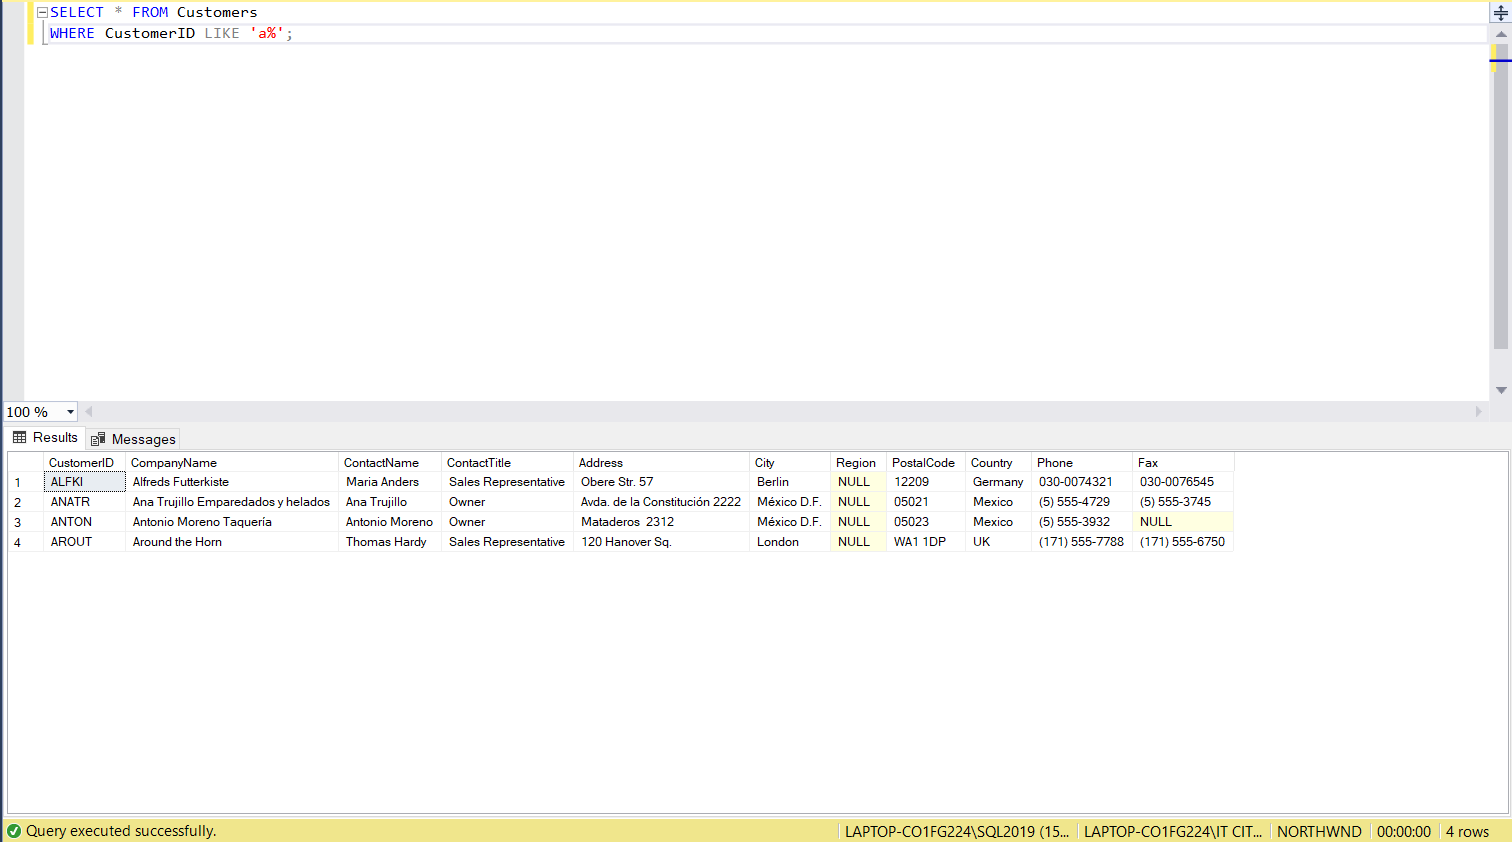 SELECT * FROM Customers
WHERE CustomerID LIKE 'a%';
100 %
Results Messages
CustomerID CompanyName ContactName ContactTitle Address City Region PostalCode Country Phone Fax
1 ALFKI Alfreds Futterkiste Maria Anders Sales Representative Obere Str. 57 Berlin NULL 12209 Germany 030-0074321 030-0076545
2 ANATR Ana Trujillo Emparedados y helados Ana Trujillo Owner Avda. de la Constitución 2222 México D.F. NULL 05021 Mexico (5) 555-4729 (5) 555-3745
3 ANTON Antonio Moreno Taquería Antonio Moreno Owner Mataderos  2312 México D.F. NULL 05023 Mexico (5) 555-3932 NULL
4 AROUT Around the Horn Thomas Hardy Sales Representative 120 Hanover Sq. London NULL WA1 1DP UK (171) 555-7788 (171) 555-6750
Query executed successfully. LAPTOP-CO1FG224\SQL2019 (15... LAPTOP-CO1FG224\IT CIT... NORTHWND 00:00:00 4 rows